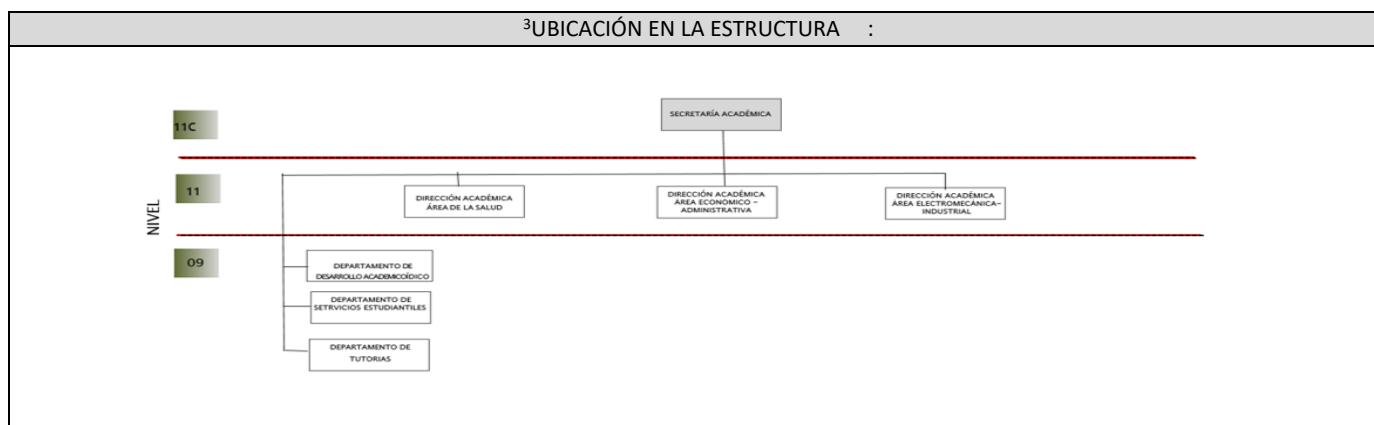 ³UBICACIÓN EN LA ESTRUCTURA :
11C
SECRETARÍA ACADÉMICA
NIVEL
11
DIRECCIÓN ACADÉMICA
ÁREA DE LA SALUD
DIRECCIÓN ACADÉMICA
ÁREA ECONÓMICO –
ADMINISTRATIVA
DIRECCIÓN ACADÉMICA
ÁREA ELECTROMECÁNICA-
INDUSTRIAL
09
DEPARTAMENTO DE
DESARROLLO ACADEMICOÍDICO
DEPARTAMENTO DE
SETRVICIOS ESTUDIANTILES
DEPARTAMENTO DE
TUTORIAS